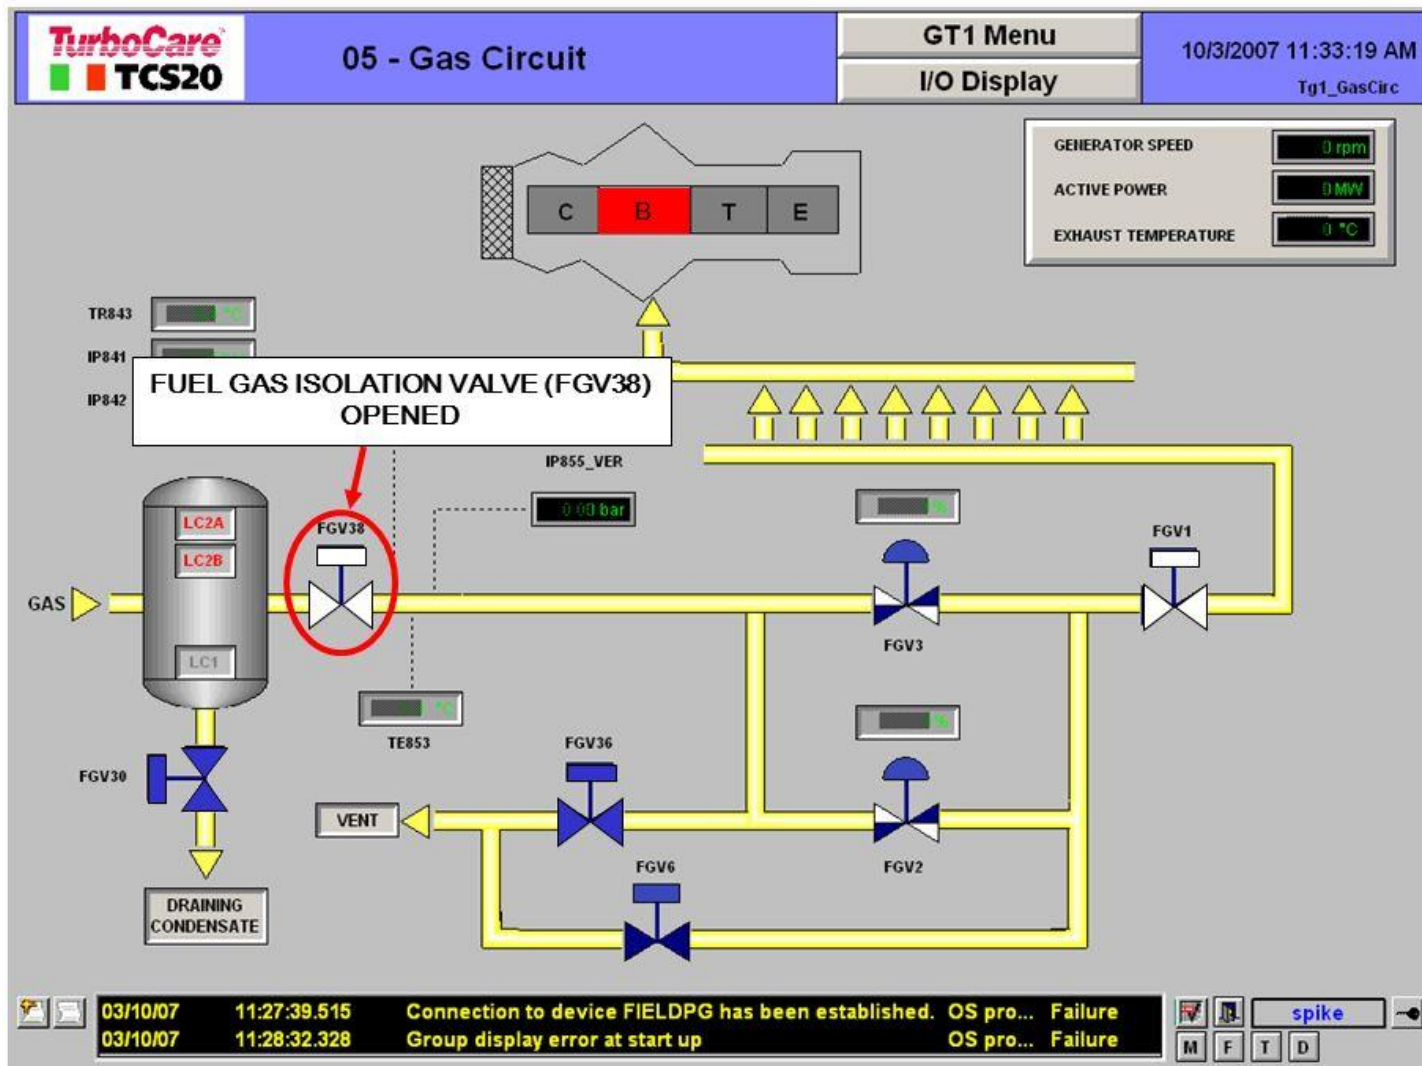 TurboCare
TCS20
05 - Gas Circuit
GT1 Menu
I/O Display
10/3/2007 11:33:19 AM
Tg1_GasCirc
GENERATOR SPEED
0 rpm
ACTIVE POWER
0 MW
EXHAUST TEMPERATURE
0 °C
C B T E
TR843
°C
IP841
IP842
FUEL GAS ISOLATION VALVE (FGV38)
OPENED
IP855_VER
0.00 bar
LC2A
LC2B
LC1
FGV38
GAS
%
FGV1
FGV3
°C
TE853
%
FGV30
FGV36
VENT
FGV2
FGV6
DRAINING
CONDENSATE
03/10/07 11:27:39.515 Connection to device FIELDPG has been established. OS pro... Failure
03/10/07 11:28:32.328 Group display error at start up OS pro... Failure
spike
M F T D